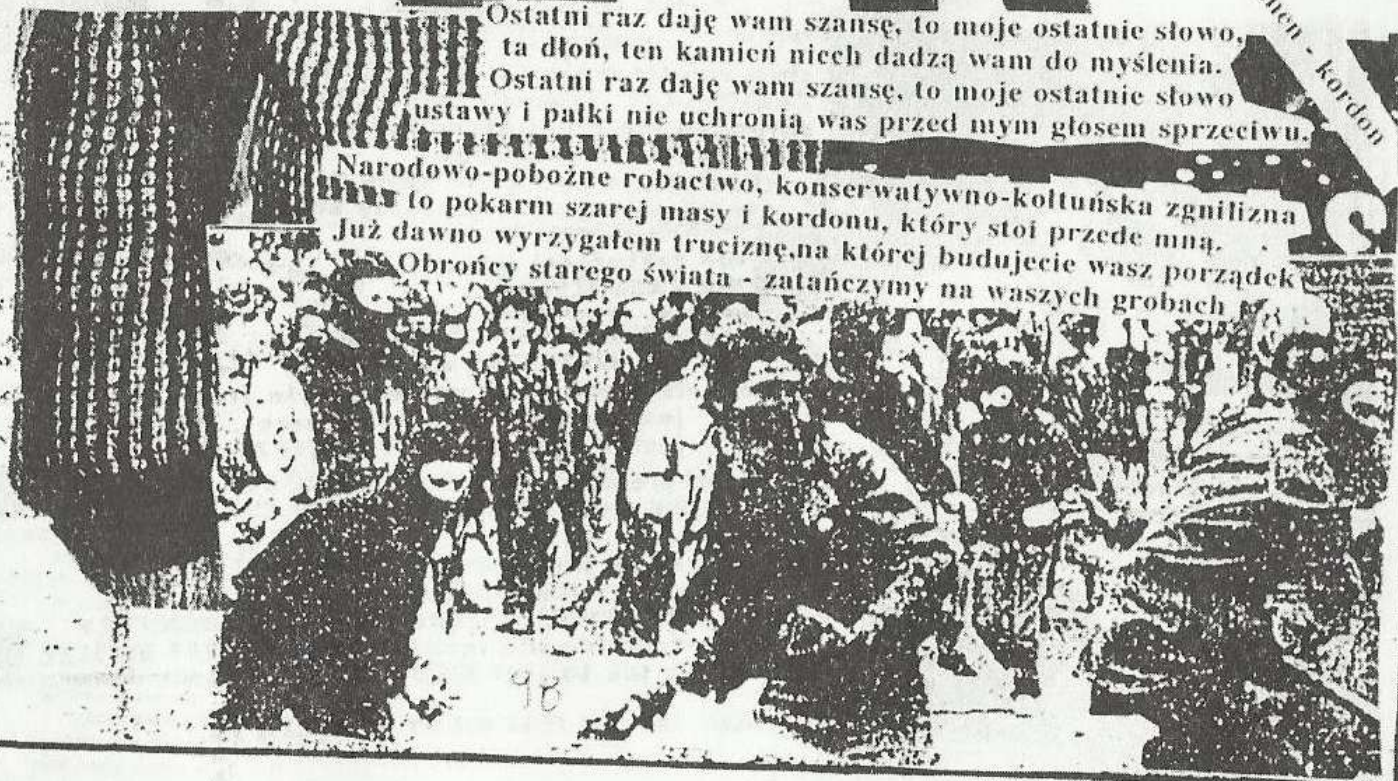 Ostatni raz daję wam szansę, to moje ostatnie słowo,
ta dłoń, ten kamień niech dadzą wam do myślenia.
Ostatni raz daję wam szansę, to moje ostatnie słowo
ustawy i pałki nie uchronią was przed mym głosem sprzeciwu.
Narodowo-pobożne robactwo, konserwatywno-kołtuńska zgnilizna
to pokarm szarej masy i kordonu, który stoi przede mną.
Już dawno wyrzygałem truciznę,na której budujecie wasz porządek
Obrońcy starego świata - zatańczymy na waszych grobach
- kordon
90